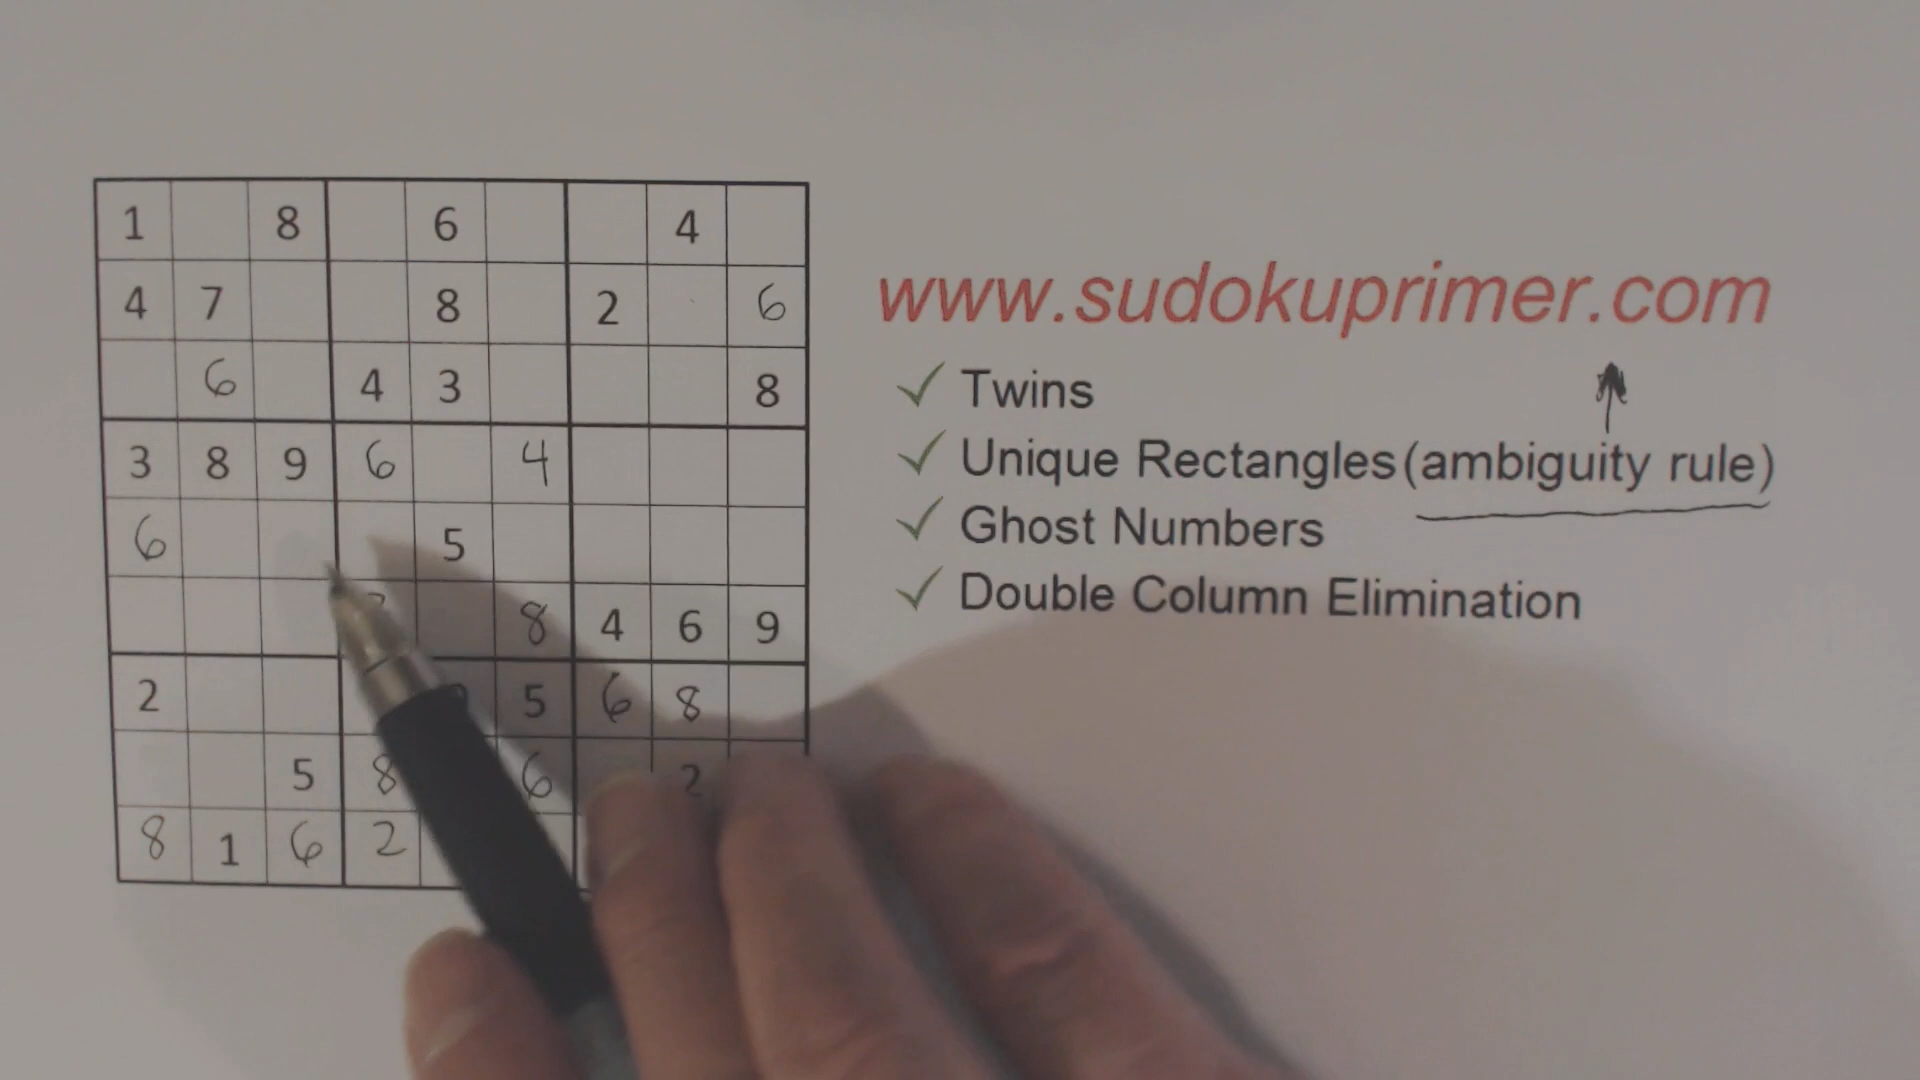 1 8 6 4
4 7 8 2 6
6 4 3 8
3 8 9 6 4
6 5
8 4 6 9
2 5 6 8
5 8 6 2
8 1 6 2
www.sudokuprimer.com
✓ Twins
✓ Unique Rectangles (ambiguity rule)
✓ Ghost Numbers
✓ Double Column Elimination